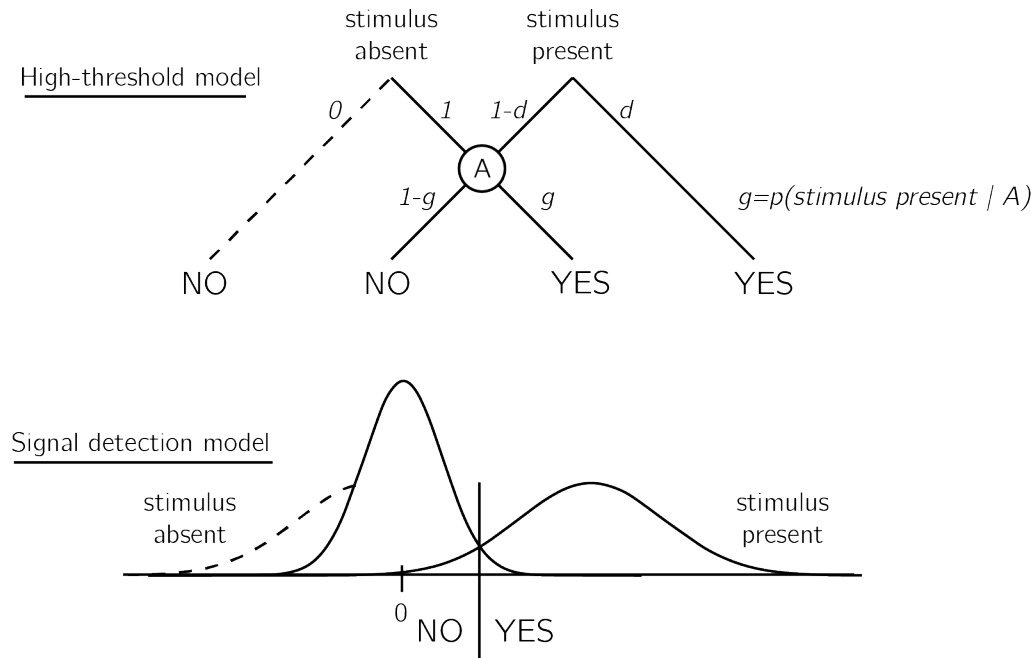 stimulus
absent
stimulus
present
High-threshold model
0
1
1-d
d
A
1-g
g
g=p(stimulus present | A)
NO
NO
YES
YES
Signal detection model
stimulus
absent
stimulus
present
0
NO
YES